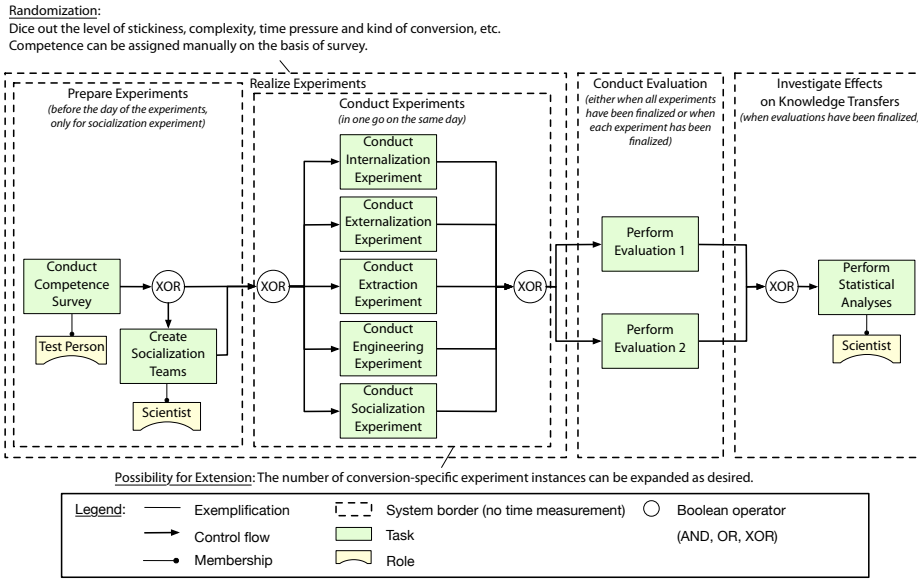 Randomization:
Dice out the level of stickiness, complexity, time pressure and kind of conversion, etc.
Competence can be assigned manually on the basis of survey.
Realize Experiments
Prepare Experiments
(before the day of the experiments,
only for socialization experiment)
Conduct
Competence
Survey
Test Person
XOR
Create
Socialization
Teams
Scientist
Conduct Experiments
(in one go on the same day)
XOR
Conduct
Internalization
Experiment
Conduct
Externalization
Experiment
Conduct
Extraction
Experiment
Conduct
Engineering
Experiment
Conduct
Socialization
Experiment
XOR
Conduct Evaluation
(either when all experiments
have been finalized or when
each experiment has been
finalized)
Perform
Evaluation 1
Perform
Evaluation 2
Investigate Effects
on Knowledge Transfers
(when evaluations have been finalized)
XOR
Perform
Statistical
Analyses
Scientist
Possibility for Extension: The number of conversion-specific experiment instances can be expanded as desired.
Legend:
Exemplification
Control flow
Membership
System border (no time measurement)
Task
Role
Boolean operator
(AND, OR, XOR)